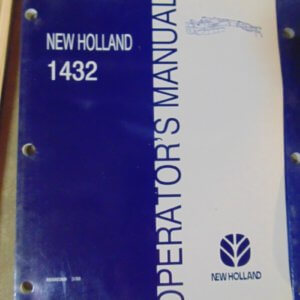 NEW HOLLAND
1432
OPERATOR'S MANUAL
NEW HOLLAND